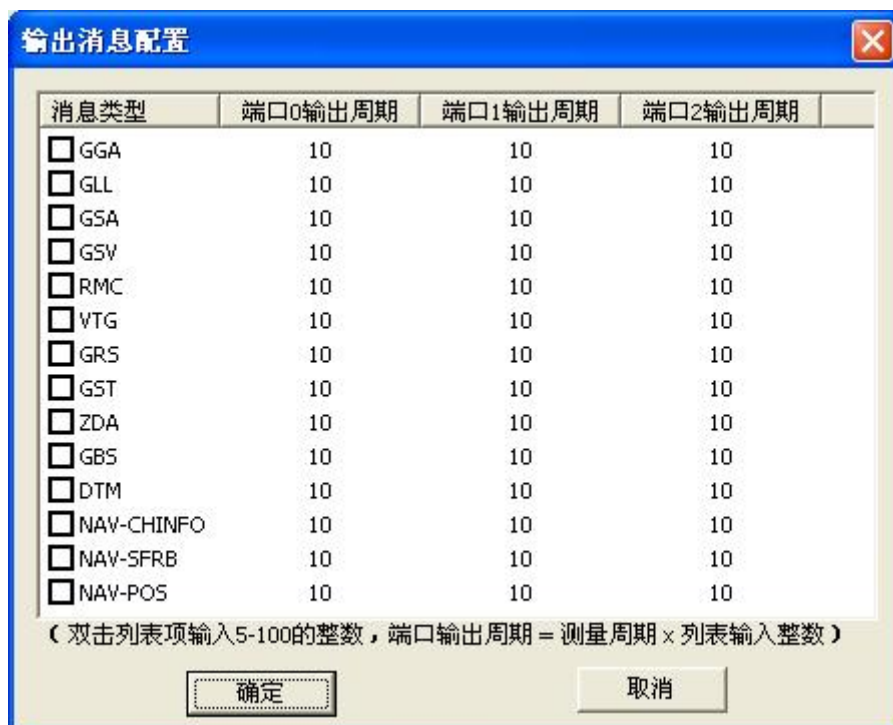 输出消息配置
消息类型 端口0输出周期 端口1输出周期 端口2输出周期
GGA 10 10 10
GLL 10 10 10
GSA 10 10 10
GSV 10 10 10
RMC 10 10 10
VTG 10 10 10
GRS 10 10 10
GST 10 10 10
ZDA 10 10 10
GBS 10 10 10
DTM 10 10 10
NAV-CHINFO 10 10 10
NAV-SFRB 10 10 10
NAV-POS 10 10 10
(双击列表项输入5-100的整数,端口输出周期=测量周期x列表输入整数)
确定 取消